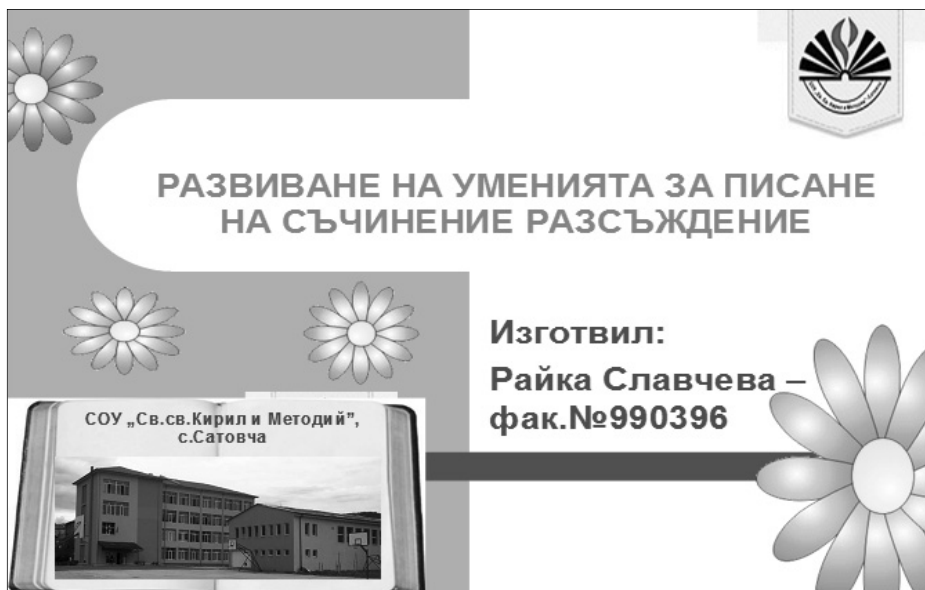 РАЗВИВАНЕ НА УМЕНИЯТА ЗА ПИСАНЕ
НА СЪЧИНЕНИЕ РАЗСЪЖДЕНИЕ
Изготвил:
Райка Славчева –
фак.№990396
СОУ „Св.св.Кирил и Методий”,
с.Сатовча